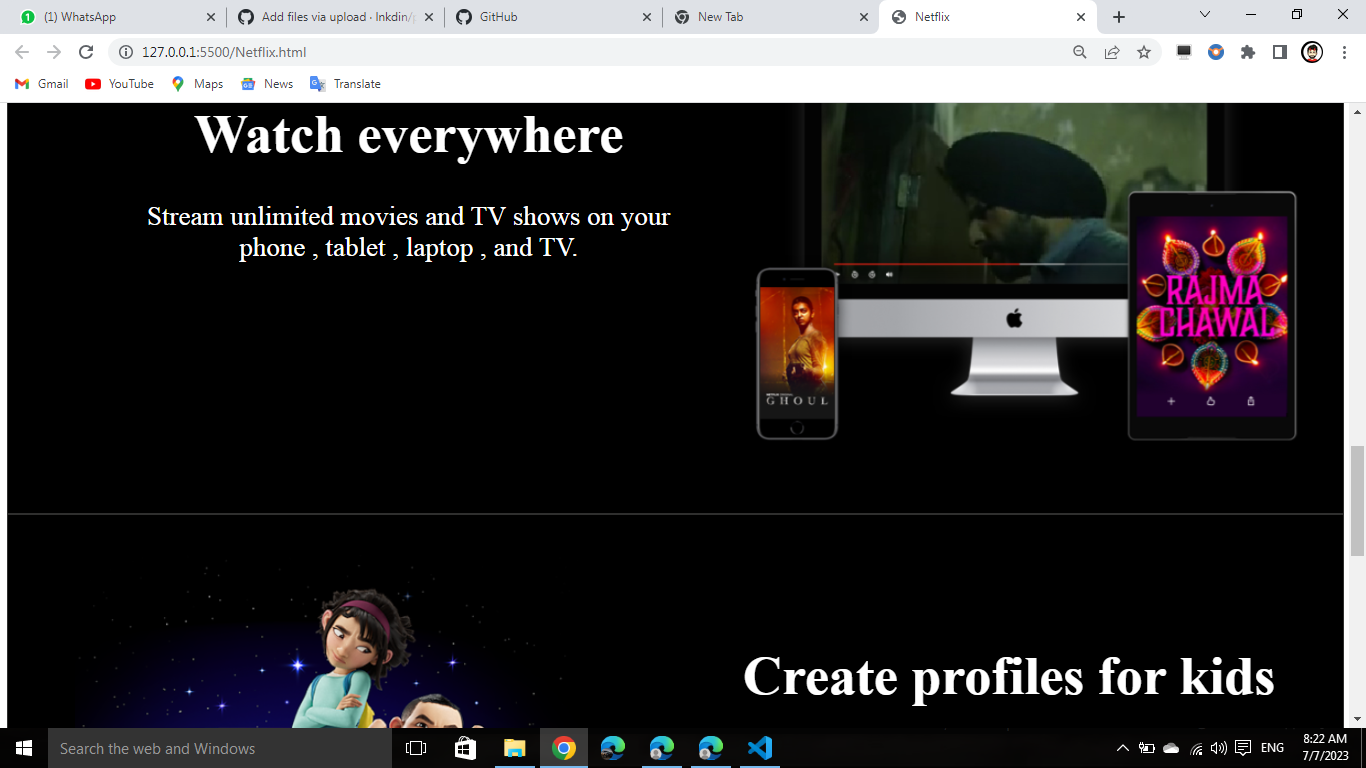 (1) WhatsApp
Add files via upload · Inkdin/
GitHub
New Tab
Netflix
127.0.0.1:5500/Netflix.html
Gmail
YouTube
Maps
News
Translate
Watch everywhere
Stream unlimited movies and TV shows on your
phone , tablet , laptop , and TV.
RAJMA
CHAWAL
GHOUL
Create profiles for kids
Search the web and Windows
ENG
8:22 AM
7/7/2023